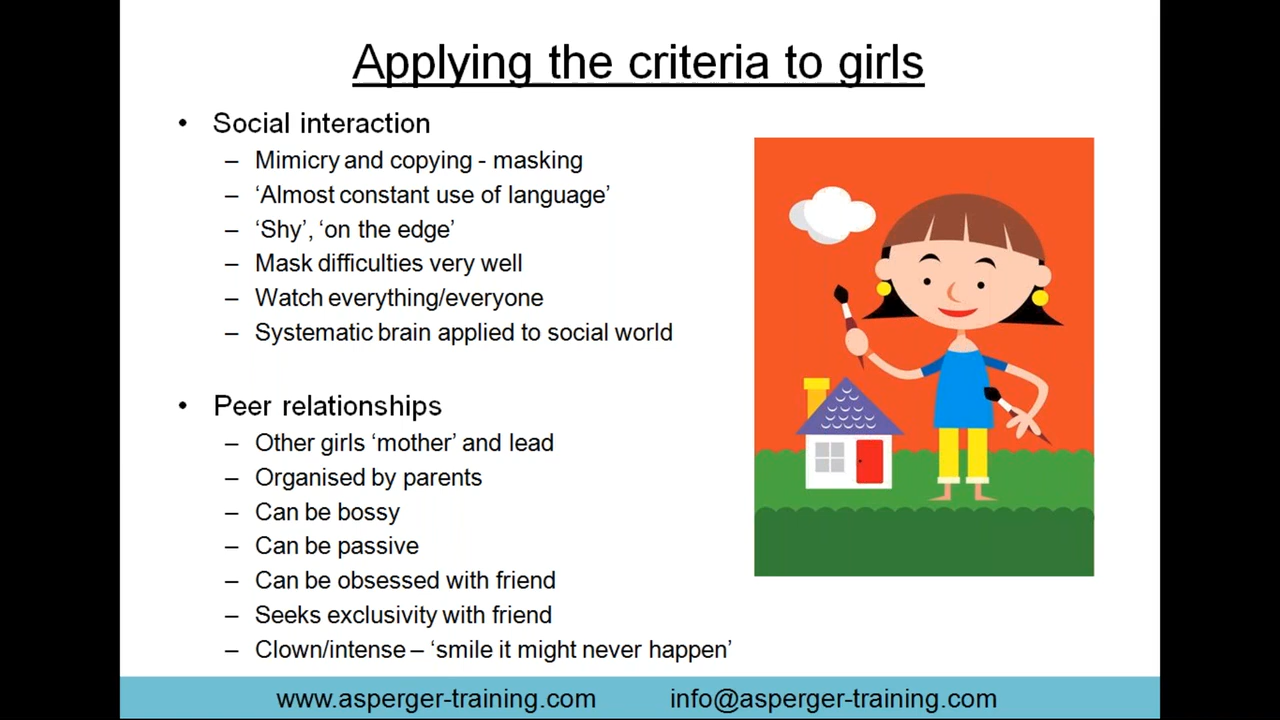 Applying the criteria to girls
• Social interaction
– Mimicry and copying - masking
– ‘Almost constant use of language’
– ‘Shy’, ‘on the edge’
– Mask difficulties very well
– Watch everything/everyone
– Systematic brain applied to social world
• Peer relationships
– Other girls ‘mother’ and lead
– Organised by parents
– Can be bossy
– Can be passive
– Can be obsessed with friend
– Seeks exclusivity with friend
– Clown/intense – ‘smile it might never happen’
www.asperger-training.com info@asperger-training.com